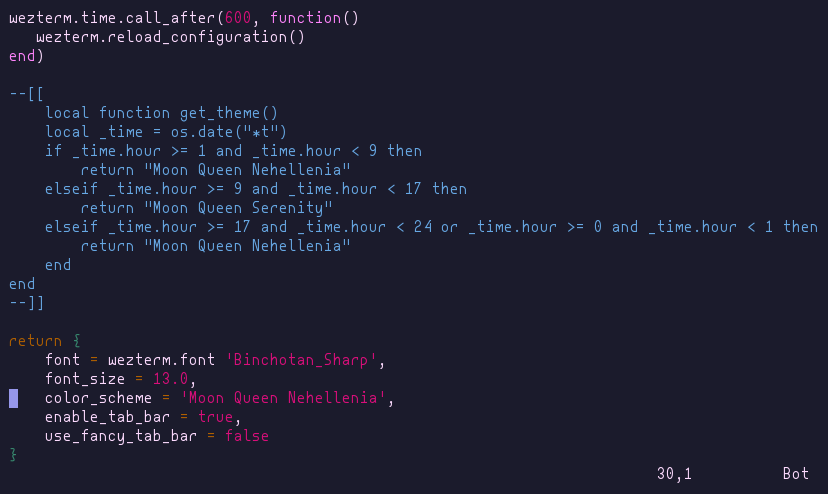 wezterm.time.call_after(600, function()
   wezterm.reload_configuration()
end)

--[[
    local function get_theme()
    local _time = os.date("*t")
    if _time.hour >= 1 and _time.hour < 9 then
        return "Moon Queen Nehellenia"
    elseif _time.hour >= 9 and _time.hour < 17 then
        return "Moon Queen Serenity"
    elseif _time.hour >= 17 and _time.hour < 24 or _time.hour >= 0 and _time.hour < 1 then
        return "Moon Queen Nehellenia"
    end
end
--]]

return {
    font = wezterm.font 'Binchotan_Sharp',
    font_size = 13.0,
    color_scheme = 'Moon Queen Nehellenia',
    enable_tab_bar = true,
    use_fancy_tab_bar = false
}
30,1 Bot